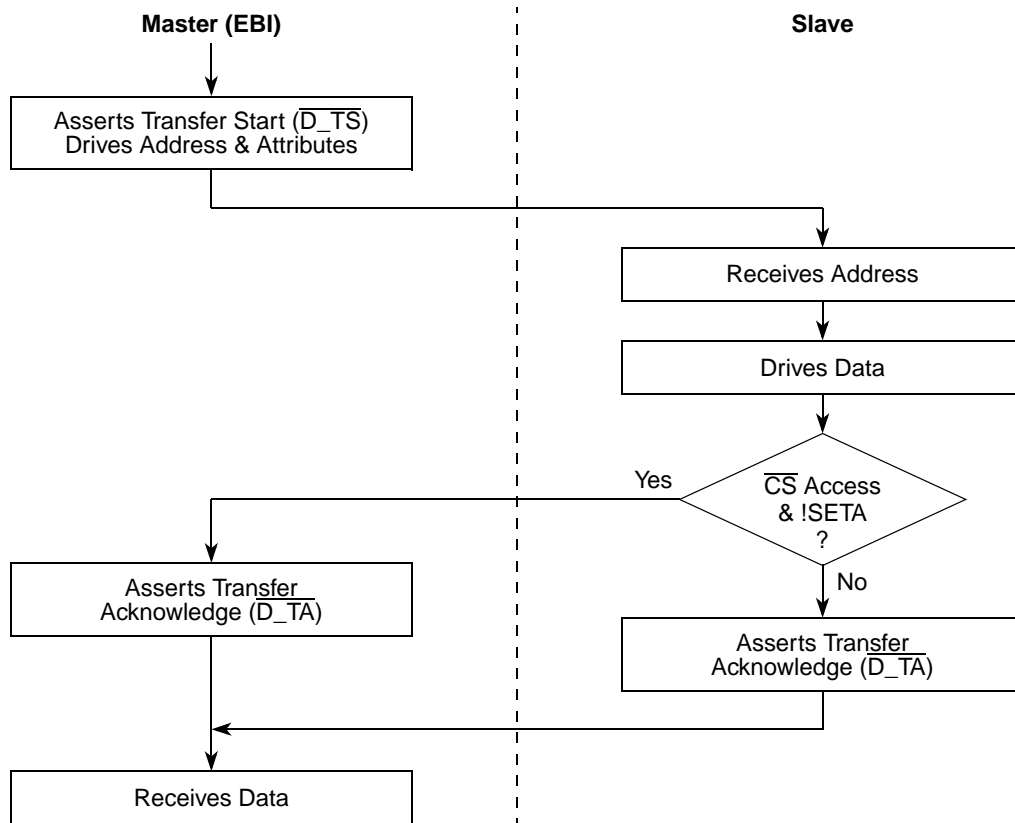 Master (EBI)
Slave
Asserts Transfer Start (D_TS)
Drives Address & Attributes
Receives Address
Drives Data
CS Access
& !SETA
?
Yes
No
Asserts Transfer
Acknowledge (D_TA)
Asserts Transfer
Acknowledge (D_TA)
Receives Data